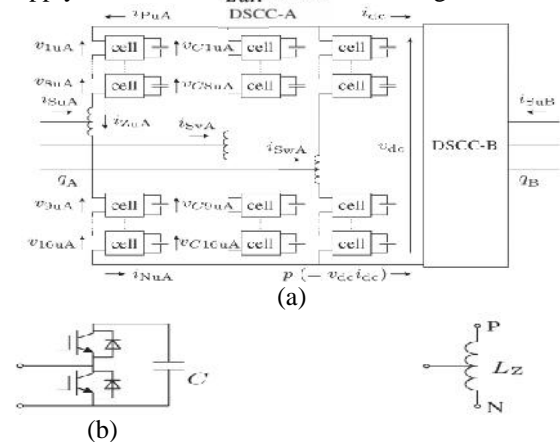 DSCC-A
i_PuA
i_dc
v_1uA cell v_C1uA cell cell
v_8uA cell v_C8uA cell cell
i_SuA i_SuB
i_ZuA i_SvA
i_SwA v_dc DSCC-B
q_A q_B
v_9uA cell v_C9uA cell cell
v_16uA cell v_C16uA cell cell
i_NuA p (= v_dc i_dc)
(a)
P
C L_Z
N
(b)